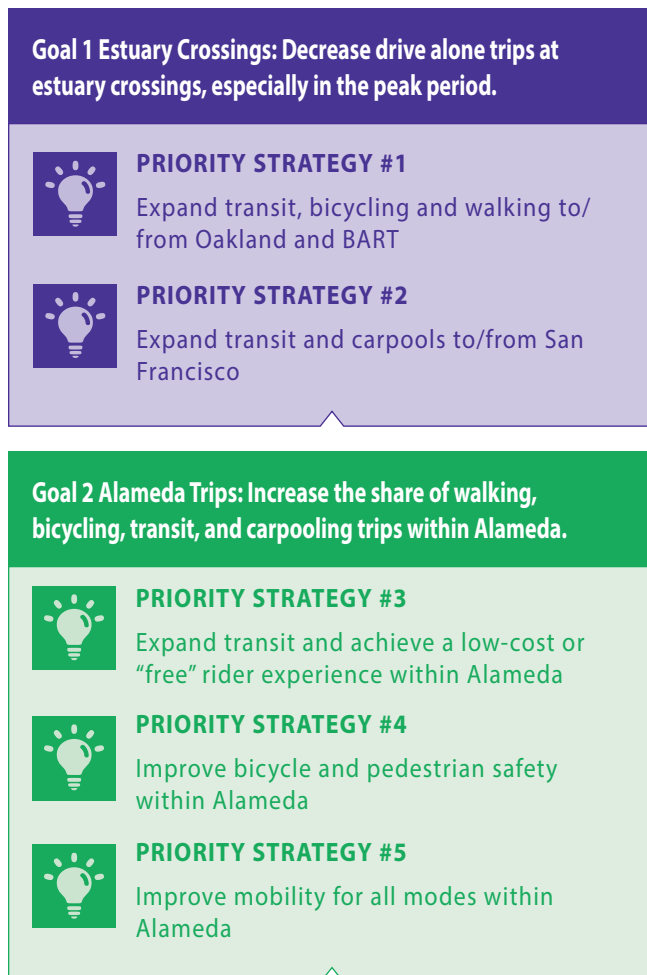 Goal 1 Estuary Crossings: Decrease drive alone trips at
estuary crossings, especially in the peak period.
PRIORITY STRATEGY #1
Expand transit, bicycling and walking to/
from Oakland and BART
PRIORITY STRATEGY #2
Expand transit and carpools to/from San
Francisco
Goal 2 Alameda Trips: Increase the share of walking,
bicycling, transit, and carpooling trips within Alameda.
PRIORITY STRATEGY #3
Expand transit and achieve a low-cost or
“free” rider experience within Alameda
PRIORITY STRATEGY #4
Improve bicycle and pedestrian safety
within Alameda
PRIORITY STRATEGY #5
Improve mobility for all modes within
Alameda